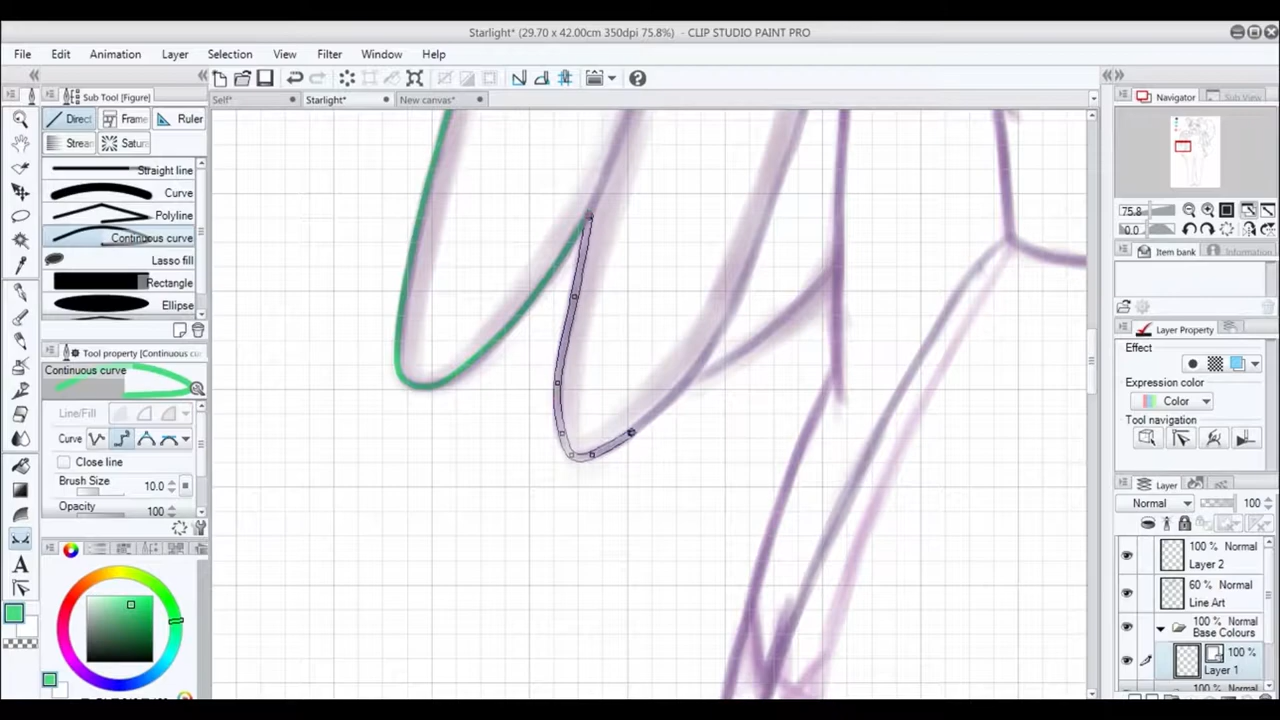 Starlight* (29.70 x 42.00cm 350dpi 75.8%) - CLIP STUDIO PAINT PRO
File Edit Animation Layer Selection View Filter Window Help
Sub Tool [Figure]
Self* Starlight* New canvas*
Direct Frame Ruler
Stream Satura
Straight line
Curve
Polyline
Continuous curve
Lasso fill
Rectangle
Ellipse
Tool property [Continuous cu
Continuous curve
Line/Fill
Curve
Close line
Brush Size 10.0
Opacity 100
A
Navigator Sub View
75.8
0.0
Item bank Information
Layer Property
Effect
Expression color
Color
Tool navigation
Layer
Normal 100
100 % Normal
Layer 2
60 % Normal
Line Art
100 % Normal
Base Colours
100 %
Layer 1
100 % Normal